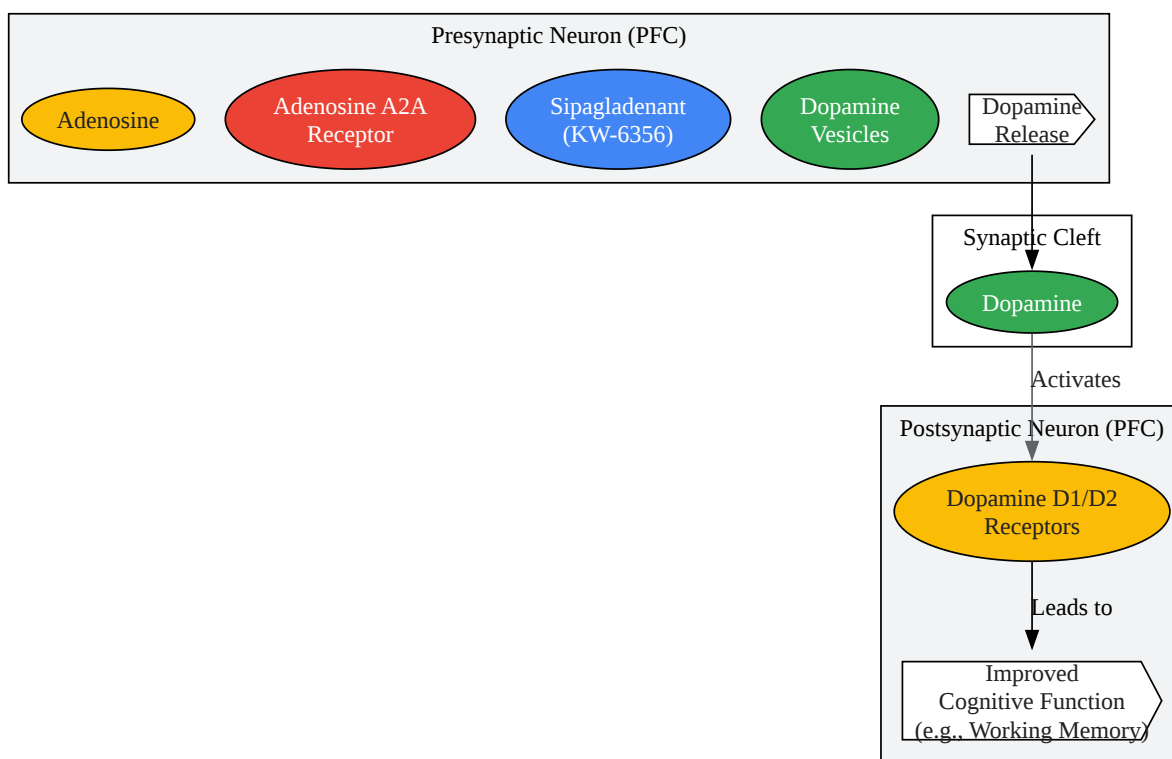 Presynaptic Neuron (PFC)
Adenosine
Adenosine A2A
Receptor
Sipagladenant
(KW-6356)
Dopamine
Vesicles
Dopamine
Release
Synaptic Cleft
Dopamine
Activates
Postsynaptic Neuron (PFC)
Dopamine D1/D2
Receptors
Leads to
Improved
Cognitive Function
(e.g., Working Memory)